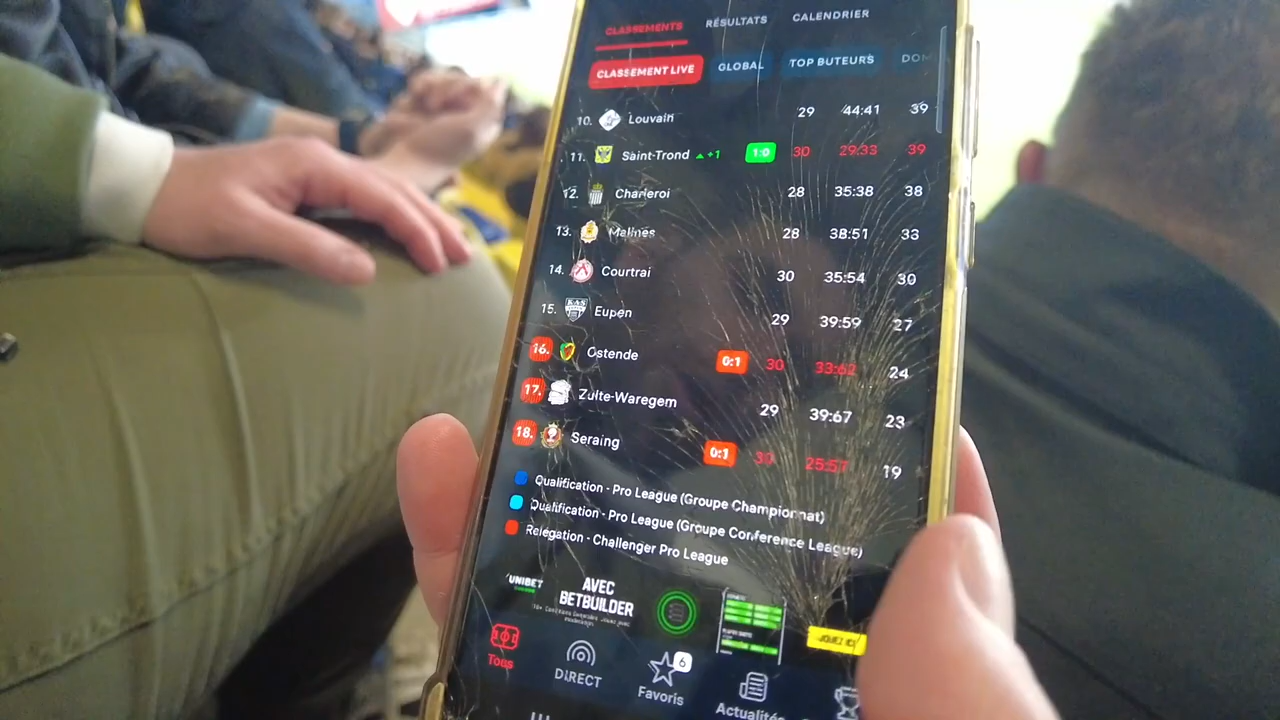 CLASSEMENTS RÉSULTATS CALENDRIER
CLASSEMENT LIVE GLOBAL TOP BUTEURS DOM
10. Louvain 29 44:41 39
11. Saint-Trond +1 1:0 30 29:33 39
12. Charleroi 28 35:38 38
13. Malines 28 38:51 33
14. Courtrai 30 35:54 30
15. Eupen 29 39:59 27
16. Ostende 0:1 30 33:62 24
17. Zulte-Waregem 29 39:67 23
18. Seraing 0:1 30 25:57 19
Qualification - Pro League (Groupe Championnat)
Qualification - Pro League (Groupe Conference League)
Relegation - Challenger Pro League
UNIBET AVEC
BETBUILDER
JOUEZ ICI
6
Tous DIRECT Favoris Actualités